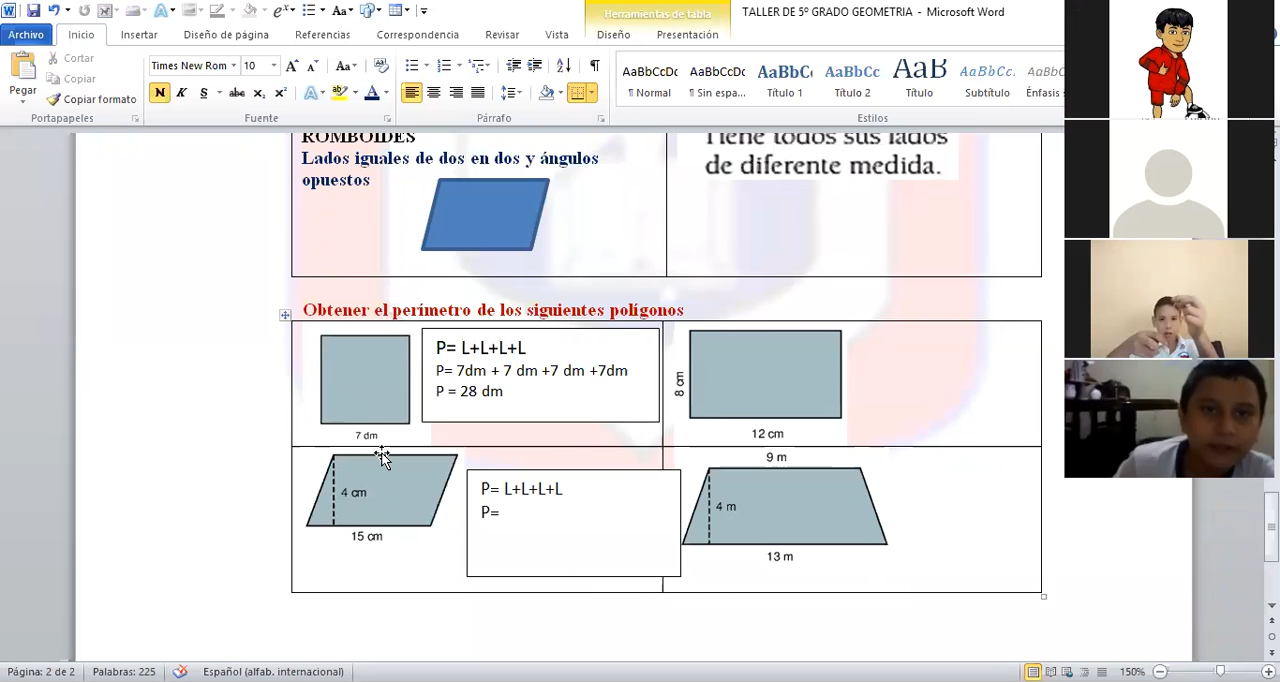 Herramientas de tabla
TALLER DE 5º GRADO GEOMETRIA - Microsoft Word
Archivo Inicio Insertar Diseño de página Referencias Correspondencia Revisar Vista Diseño Presentación
Cortar
Copiar
Copiar formato
Pegar
Portapapeles
Times New Rom 10
Fuente
Párrafo
AaBbCcDc AaBbCcDc AaBbC AaBbCc AaB AaBbCc. AaBbC
¶ Normal ¶ Sin espa... Título 1 Título 2 Título Subtítulo Énfasis
Estilos
ROMBOIDES
Lados iguales de dos en dos y ángulos
opuestos
Tiene todos sus lados
de diferente medida.
Obtener el perímetro de los siguientes polígonos
P= L+L+L+L
P= 7dm + 7 dm +7 dm +7dm
P = 28 dm
7 dm
8 cm
12 cm
4 cm
15 cm
P= L+L+L+L
P=
9 m
4 m
13 m
Página: 2 de 2 Palabras: 225 Español (alfab. internacional) 150%